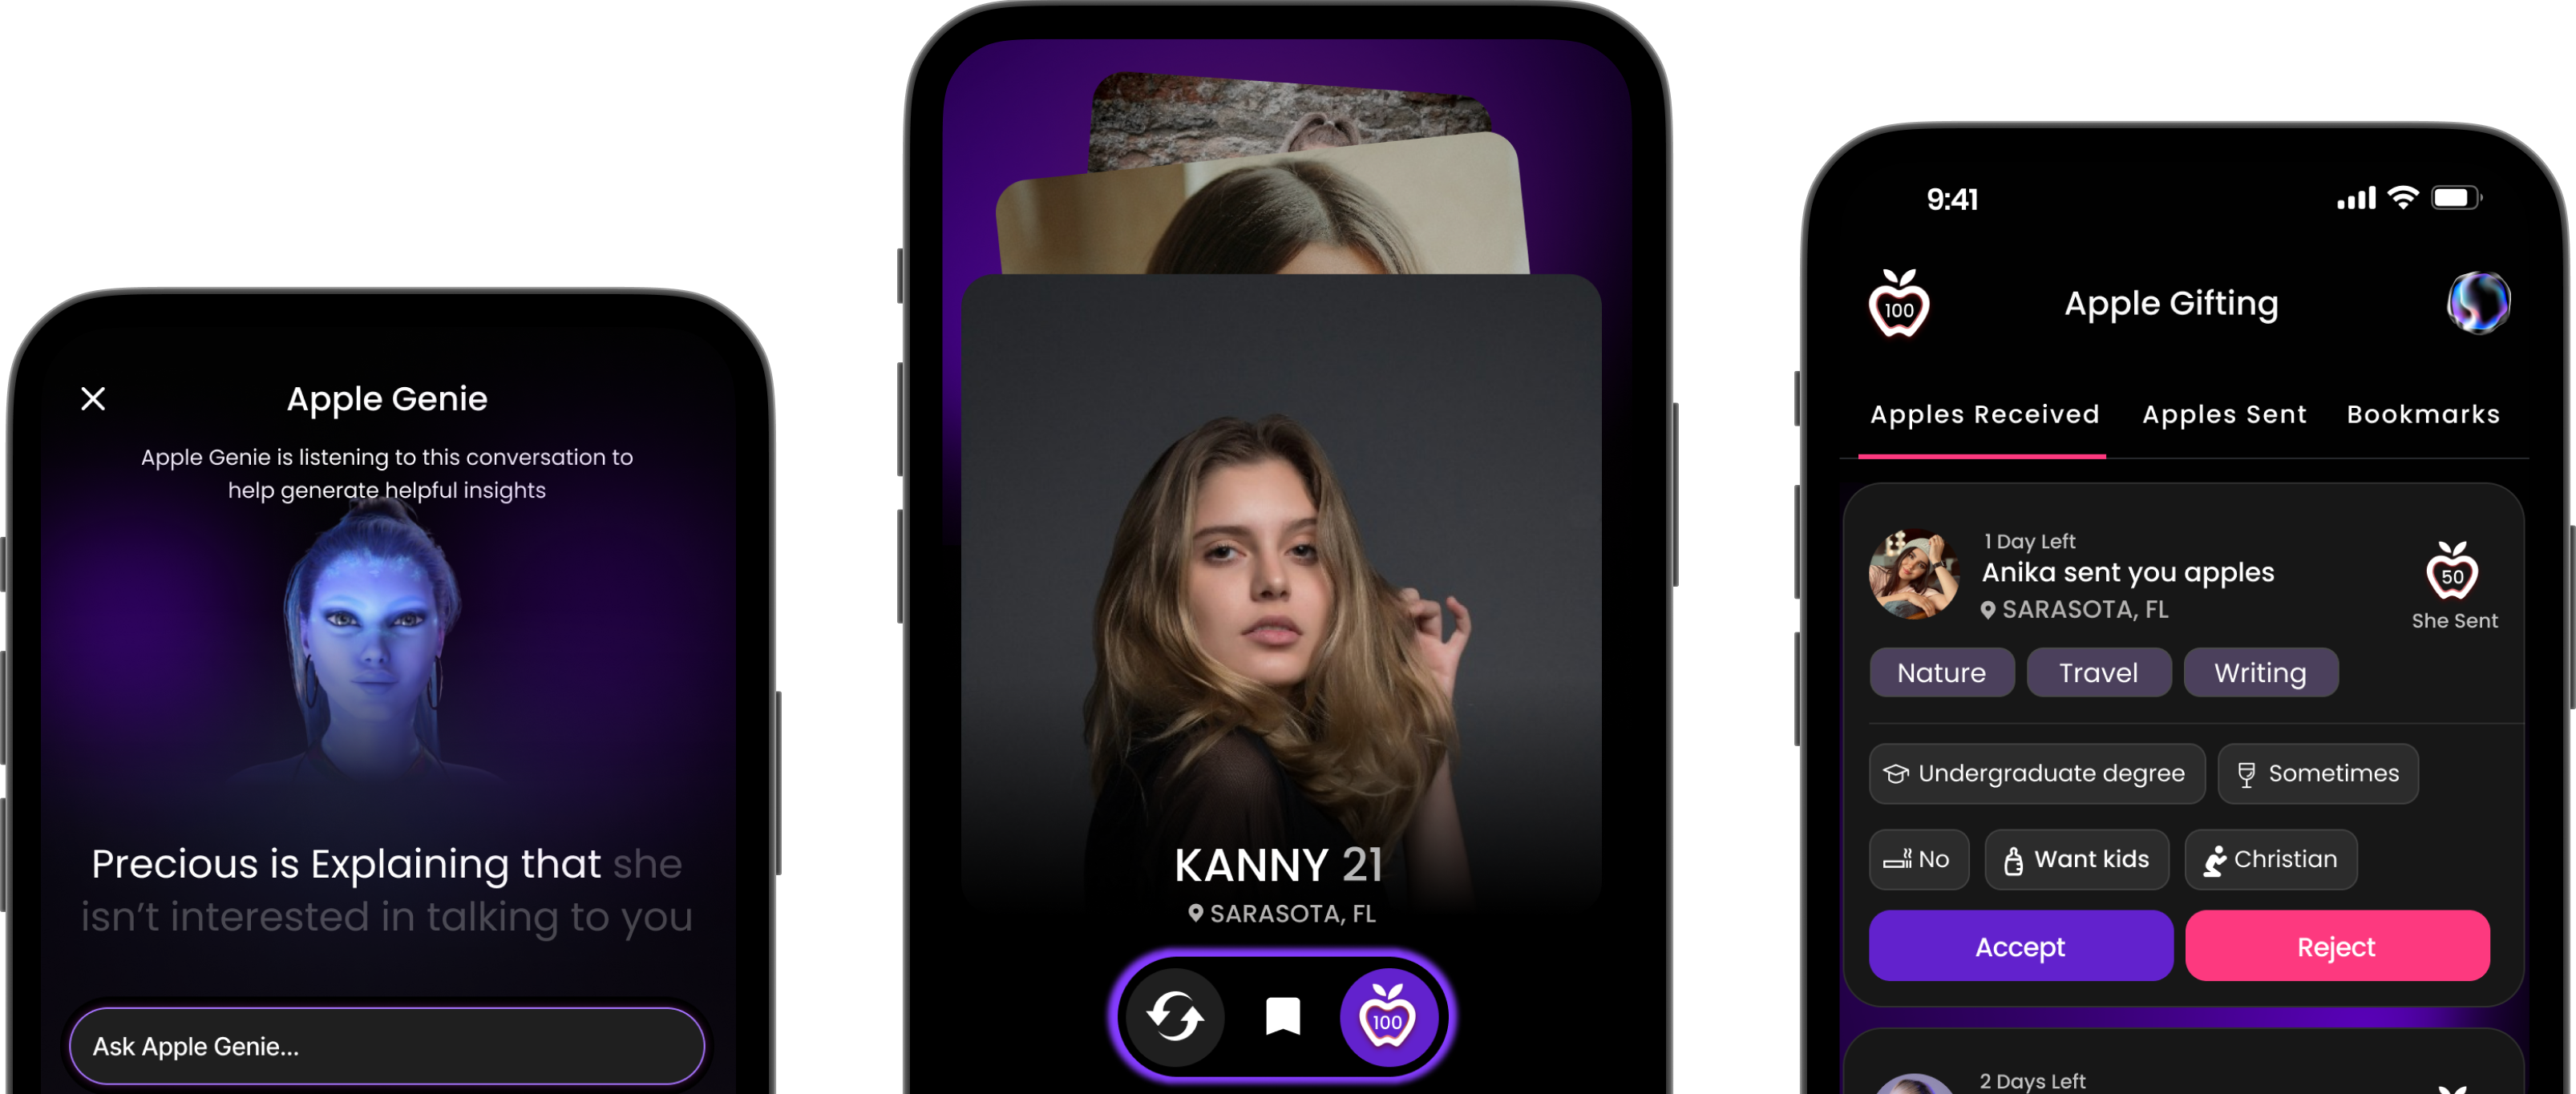 Apple Genie
Apple Genie is listening to this conversation to
help generate helpful insights
Precious is Explaining that she
isn't interested in talking to you
Ask Apple Genie...
KANNY 21
SARASOTA, FL
100
9:41
100
Apple Gifting
Apples Received
Apples Sent
Bookmarks
1 Day Left
Anika sent you apples
SARASOTA, FL
50
She Sent
Nature
Travel
Writing
Undergraduate degree
Sometimes
No
Want kids
Christian
Accept
Reject
2 Days Left